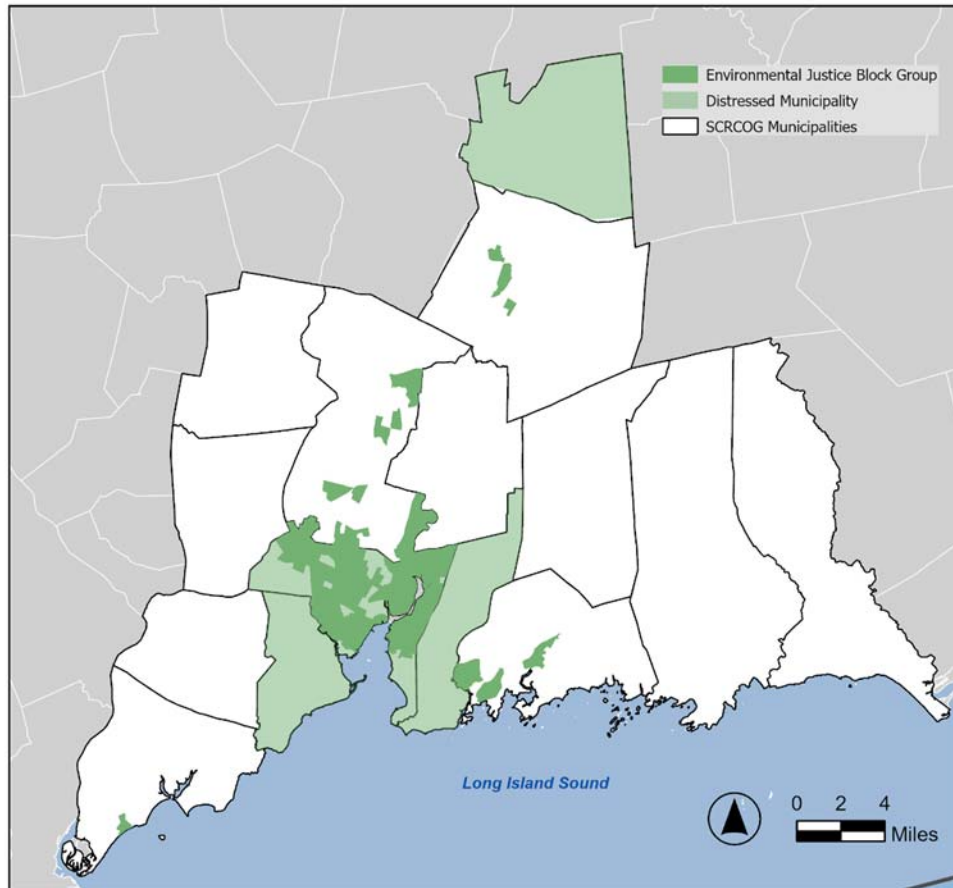 Environmental Justice Block Group
Distressed Municipality
SCRCOG Municipalities
Long Island Sound
0 2 4
Miles